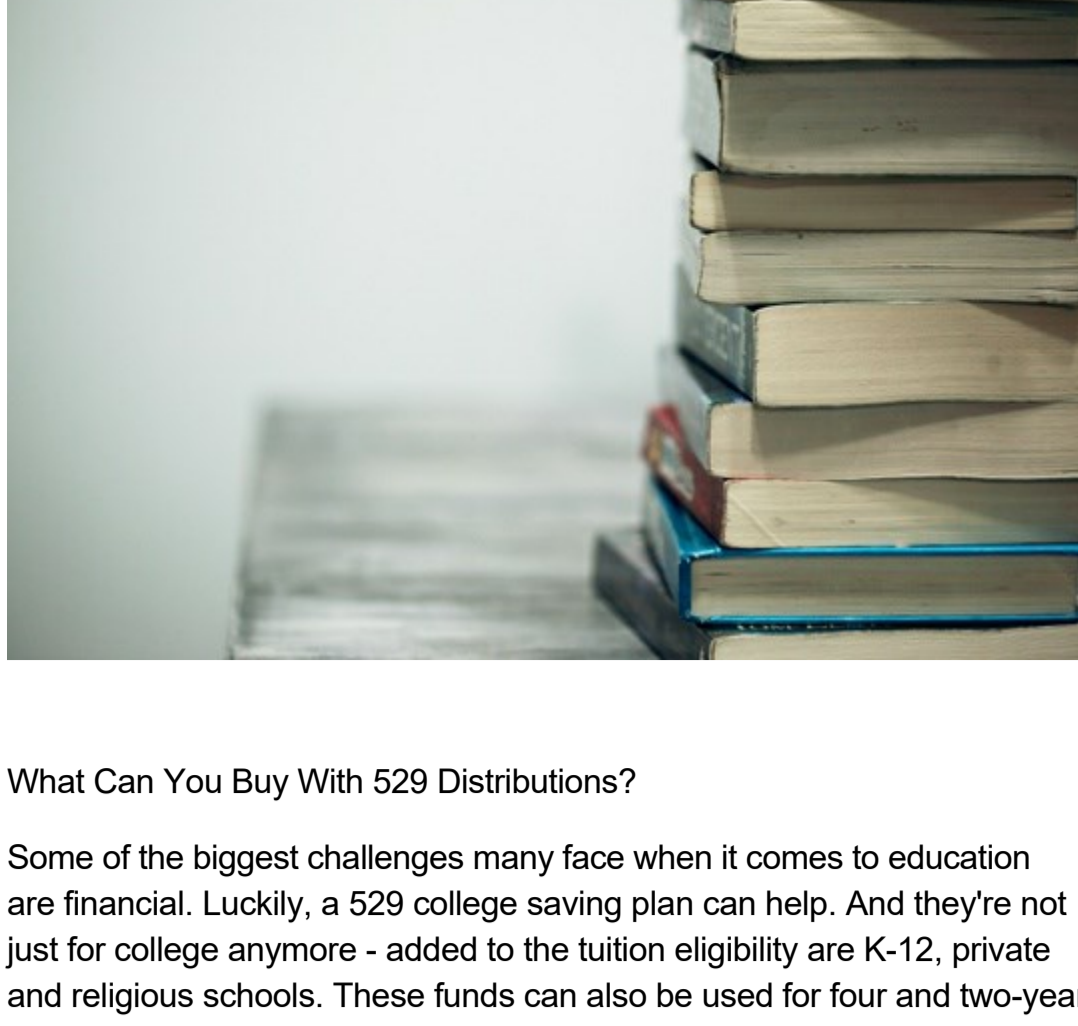 What Can You Buy With 529 Distributions?
Some of the biggest challenges many face when it comes to education
are financial. Luckily, a 529 college saving plan can help. And they're not
just for college anymore - added to the tuition eligibility are K-12, private
and religious schools. These funds can also be used for four and two-year